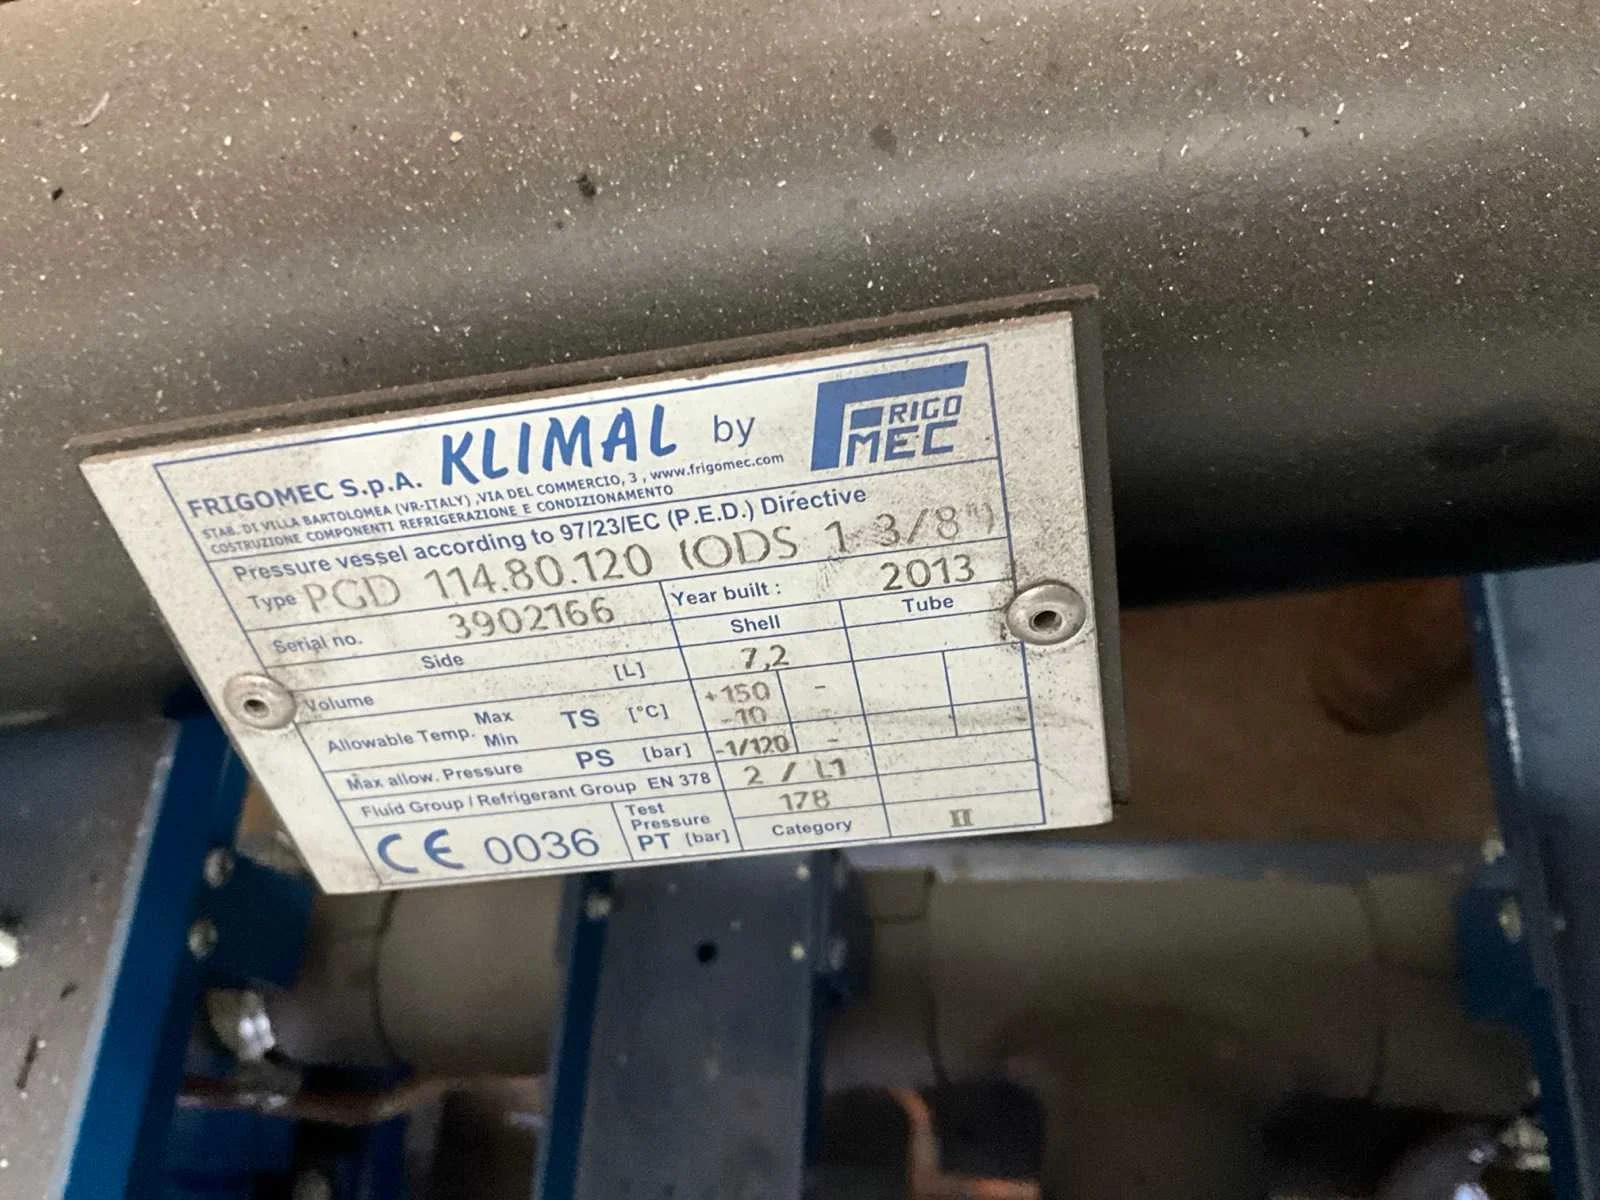 FRIGOMEC S.p.A. KLIMAL by FRIGO MEC
STAB. DI VILLA BARTOLOMEA (VR-ITALY) ,VIA DEL COMMERCIO, 3 , www.frigomec.com
COSTRUZIONE COMPONENTI REFRIGERAZIONE E CONDIZIONAMENTO
Pressure vessel according to 97/23/EC (P.E.D.) Directive
Type PGD 114.80.120 (ODS 1 3/8")
Serial no. 3902166 Year built : 2013
Side Shell Tube
Volume [L] 7,2
Allowable Temp. Max Min TS [°C] +150 -10 - -
Max allow. Pressure PS [bar] -1/120 -
Fluid Group / Refrigerant Group EN 378 2 / L1
CE 0036 Test Pressure PT [bar] 178
Category II